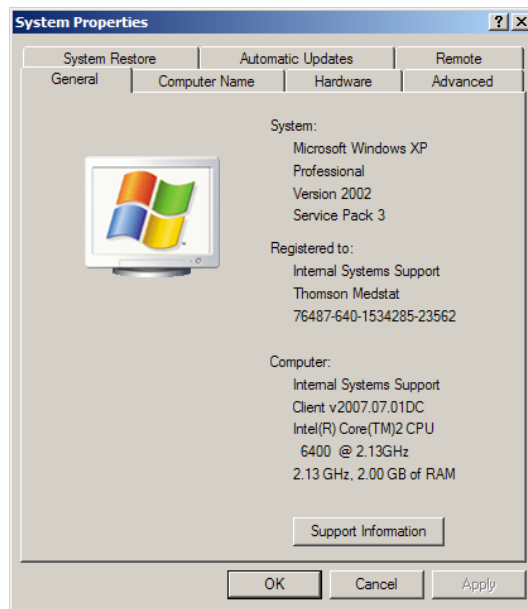 System Properties
System Restore
Automatic Updates
Remote
General
Computer Name
Hardware
Advanced
System:
Microsoft Windows XP
Professional
Version 2002
Service Pack 3
Registered to:
Internal Systems Support
Thomson Medstat
76487-640-1534285-23562
Computer:
Internal Systems Support
Client v2007.07.01DC
Intel(R) Core(TM)2 CPU
6400 @ 2.13GHz
2.13 GHz, 2.00 GB of RAM
Support Information
OK
Cancel
Apply